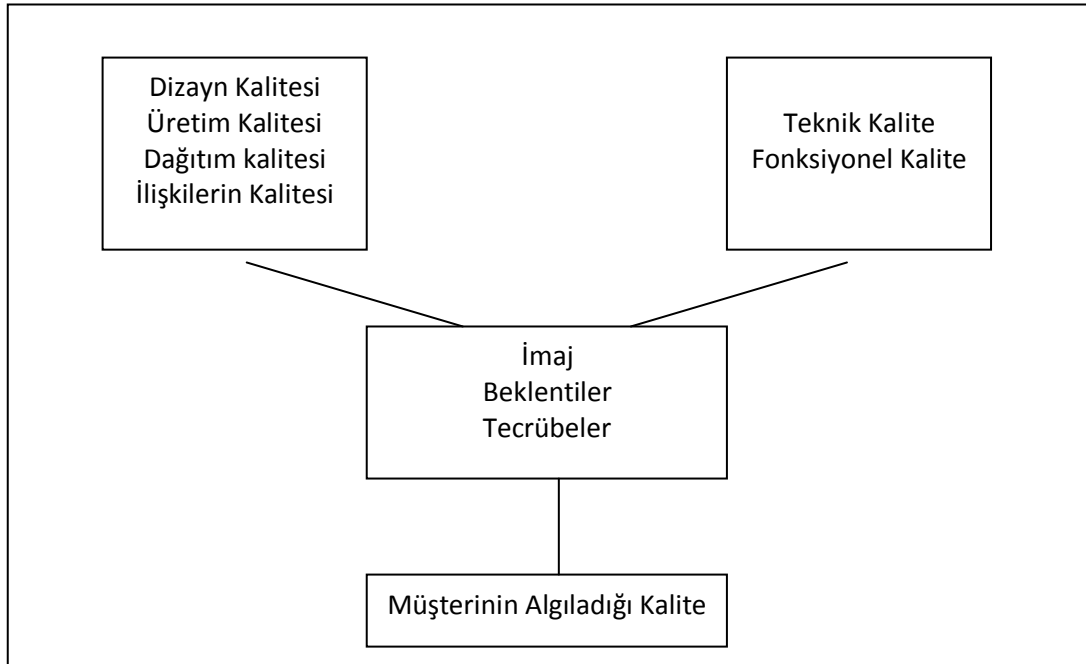 Dizayn Kalitesi
Üretim Kalitesi
Dağıtım kalitesi
İlişkilerin Kalitesi
Teknik Kalite
Fonksiyonel Kalite
İmaj
Beklentiler
Tecrübeler
Müşterinin Algıladığı Kalite